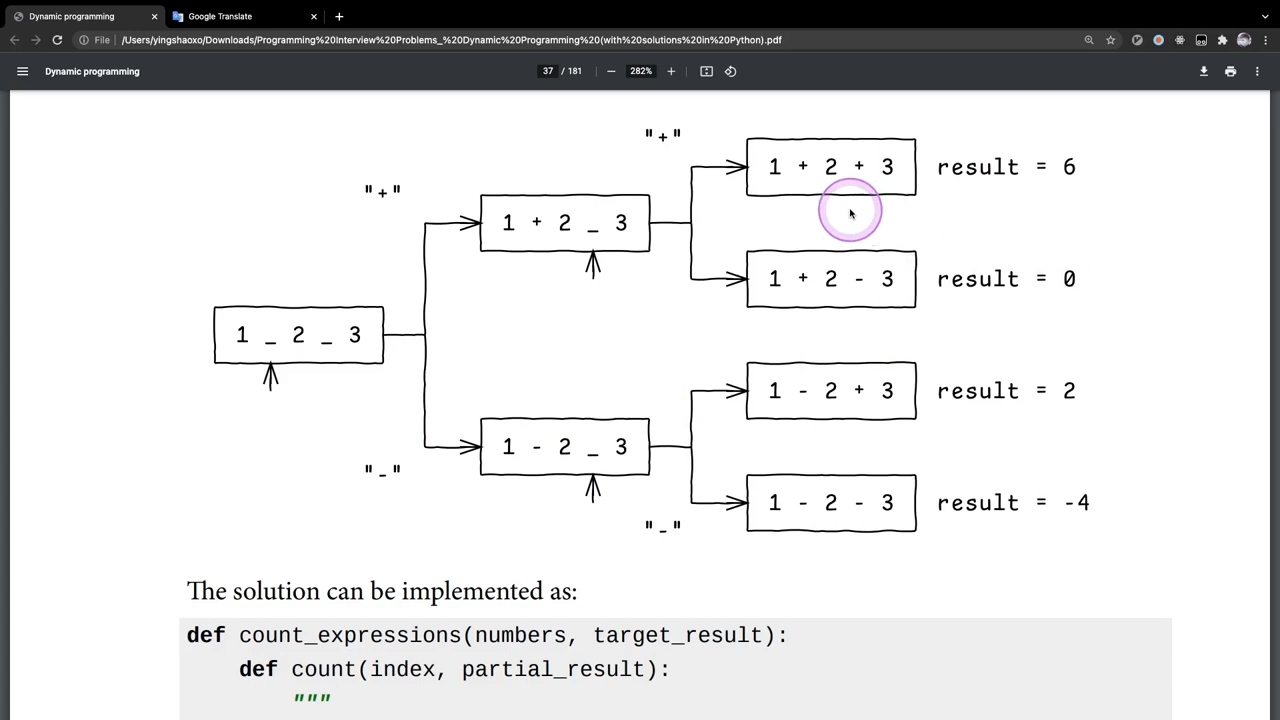 Dynamic programming
Google Translate
File
/Users/yingshaoxo/Downloads/Programming%20Interview%20Problems_%20Dynamic%20Programming%20(with%20solutions%20in%20Python).pdf
Dynamic programming
37 / 181
282%
"+"
1 + 2 + 3 result = 6
"+"
1 + 2 _ 3
1 + 2 - 3 result = 0
1 _ 2 _ 3
1 - 2 + 3 result = 2
1 - 2 _ 3
"-"
1 - 2 - 3 result = -4
"-"
The solution can be implemented as:
def count_expressions(numbers, target_result):
def count(index, partial_result):
"""